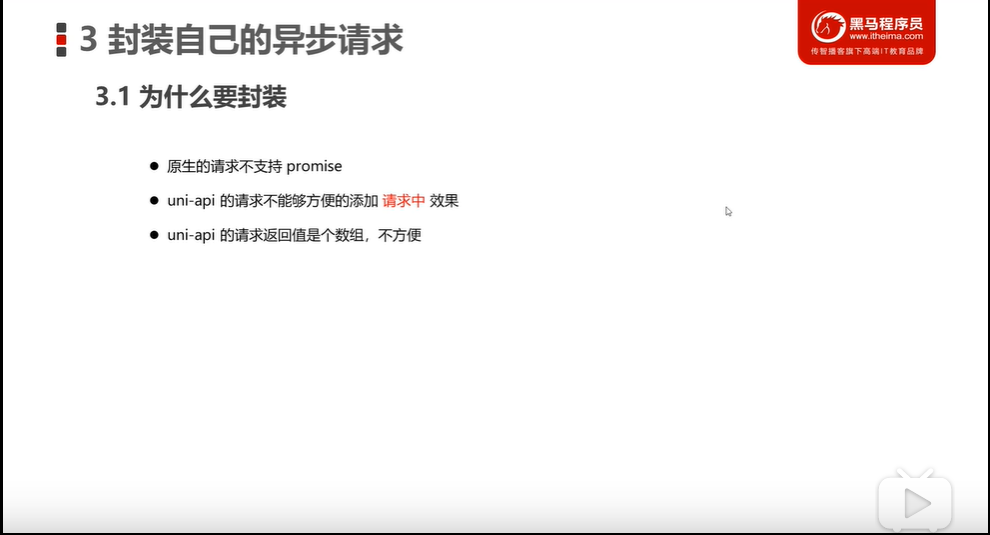 3 封装自己的异步请求
黑马程序员
www.itheima.com
传智播客旗下高端IT教育品牌
3.1 为什么要封装
原生的请求不支持 promise
uni-api 的请求不能够方便的添加 请求中 效果
uni-api 的请求返回值是个数组，不方便